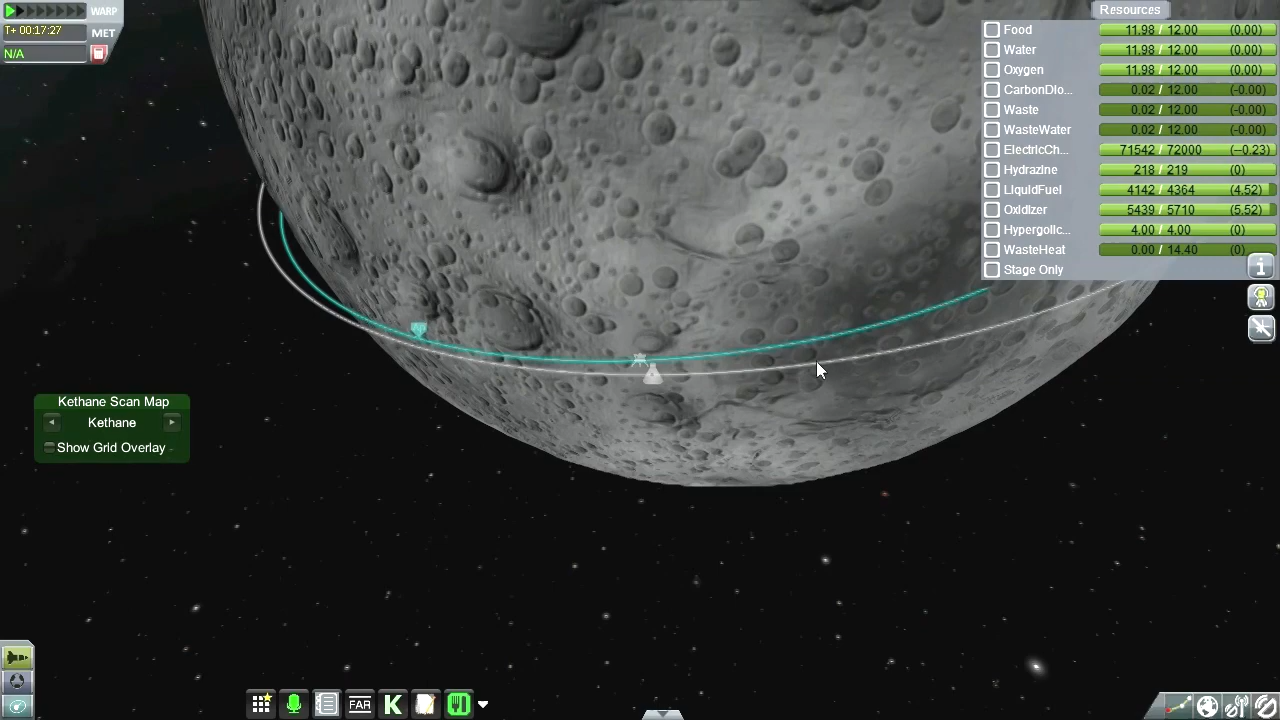 WARP
T+ 00:17:27
MET
N/A
Resources
Food 11.98 / 12.00 (0.00)
Water 11.98 / 12.00 (0.00)
Oxygen 11.98 / 12.00 (0.00)
CarbonDio... 0.02 / 12.00 (-0.00)
Waste 0.02 / 12.00 (-0.00)
WasteWater 0.02 / 12.00 (-0.00)
ElectricCh... 71542 / 72000 (--0.23)
Hydrazine 218 / 219 (0)
LiquidFuel 4142 / 4364 (4.52)
Oxidizer 5439 / 5710 (5.52)
Hypergolic... 4.00 / 4.00 (0)
WasteHeat 0.00 / 14.40 (0)
Stage Only
Kethane Scan Map
Kethane
Show Grid Overlay
FAR
K